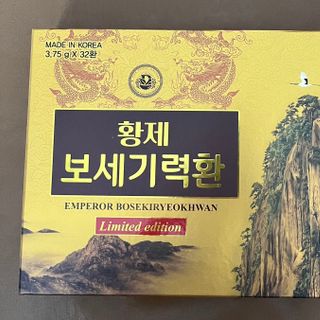 MADE IN KOREA
3.75 g X 32환
황제
보세기력환
EMPEROR BOSEKIRYEOKHWAN
Limited edition